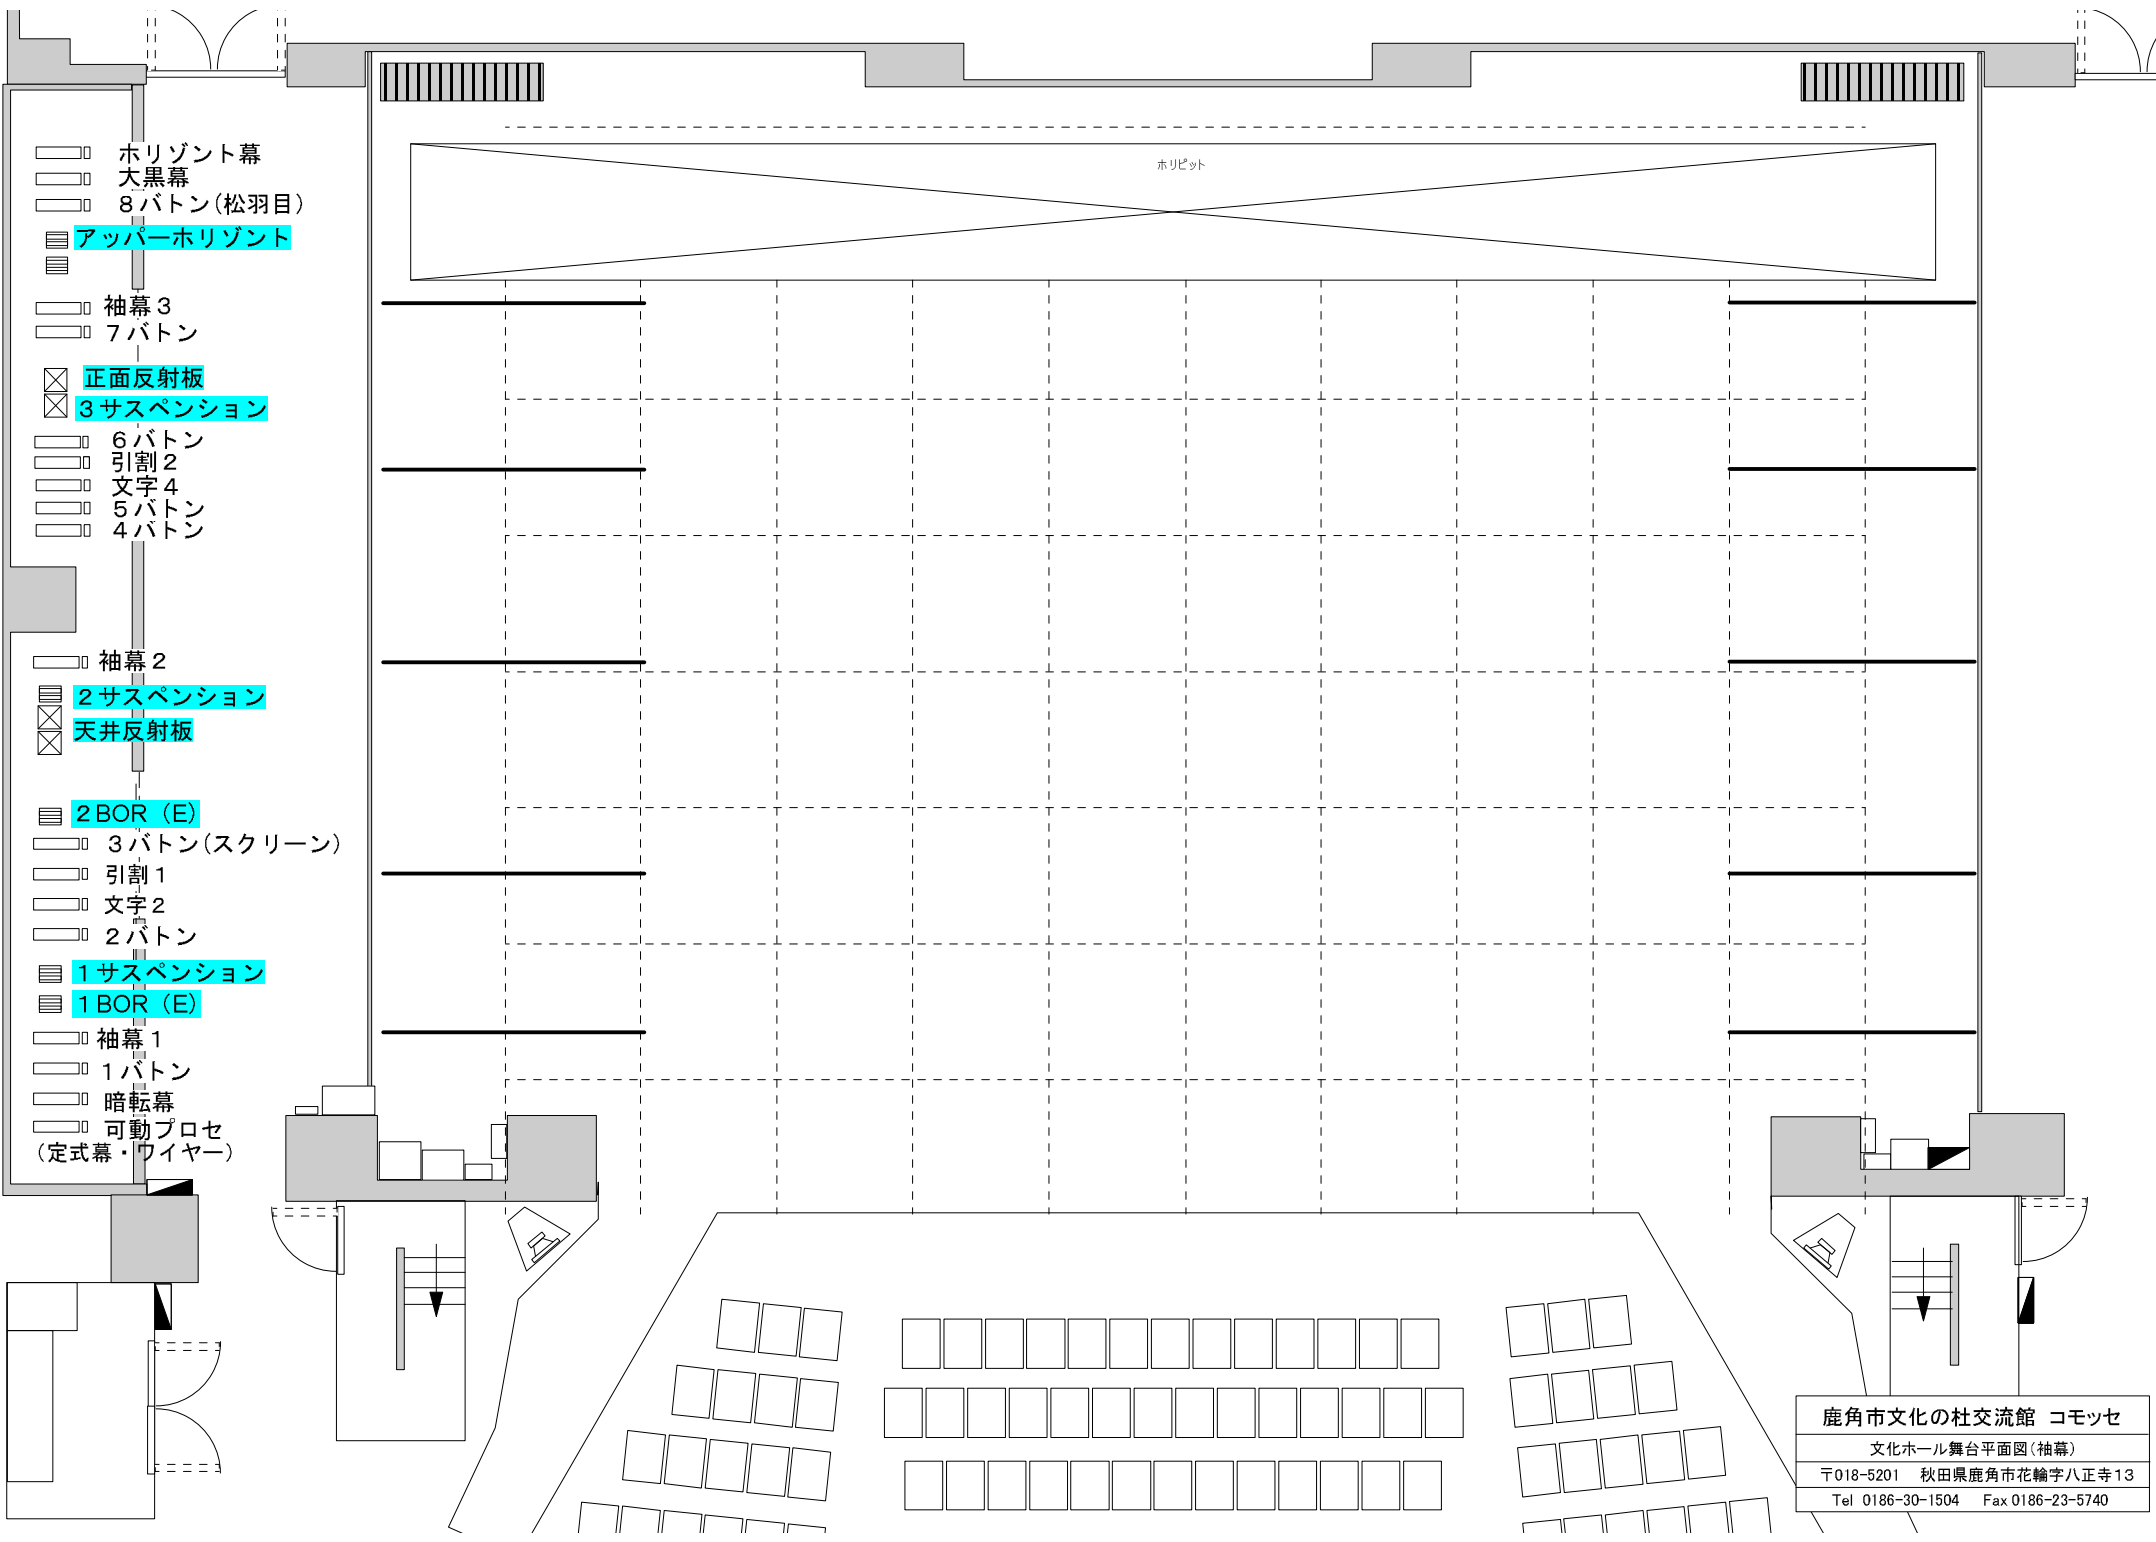 ホリゾント幕
大黒幕
8バトン(松羽目)
アッパーホリゾント
袖幕3
7バトン
正面反射板
3サスペンション
6バトン
引割2
文字4
5バトン
4バトン
袖幕2
2サスペンション
天井反射板
2BOR (E)
3バトン(スクリーン)
引割1
文字2
2バトン
1サスペンション
1BOR (E)
袖幕1
1バトン
暗転幕
可動プロセ
(定式幕・ワイヤー)
ホリピット
鹿角市文化の杜交流館 コモッセ
文化ホール舞台平面図(袖幕)
〒018-5201 秋田県鹿角市花輪字八正寺13
Tel 0186-30-1504 Fax 0186-23-5740